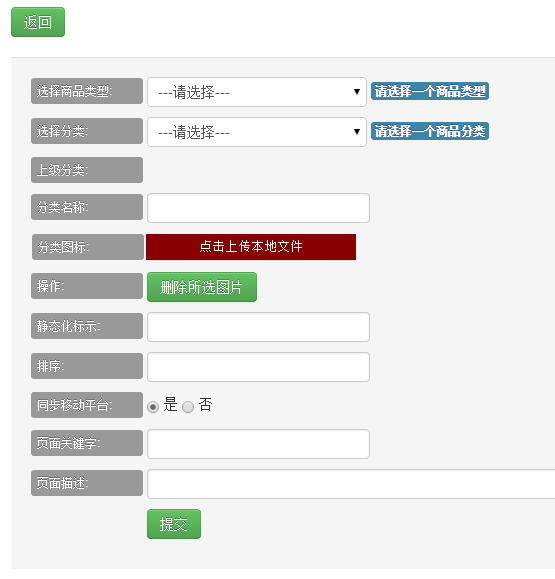 返回
选择商品类型: ---请选择--- 请选择一个商品类型
选择分类: ---请选择--- 请选择一个商品分类
上级分类:
分类名称:
分类图标: 点击上传本地文件
操作: 删除所选图片
静态化标示:
排序:
同步移动平台: 是 否
页面关键字:
页面描述:
提交